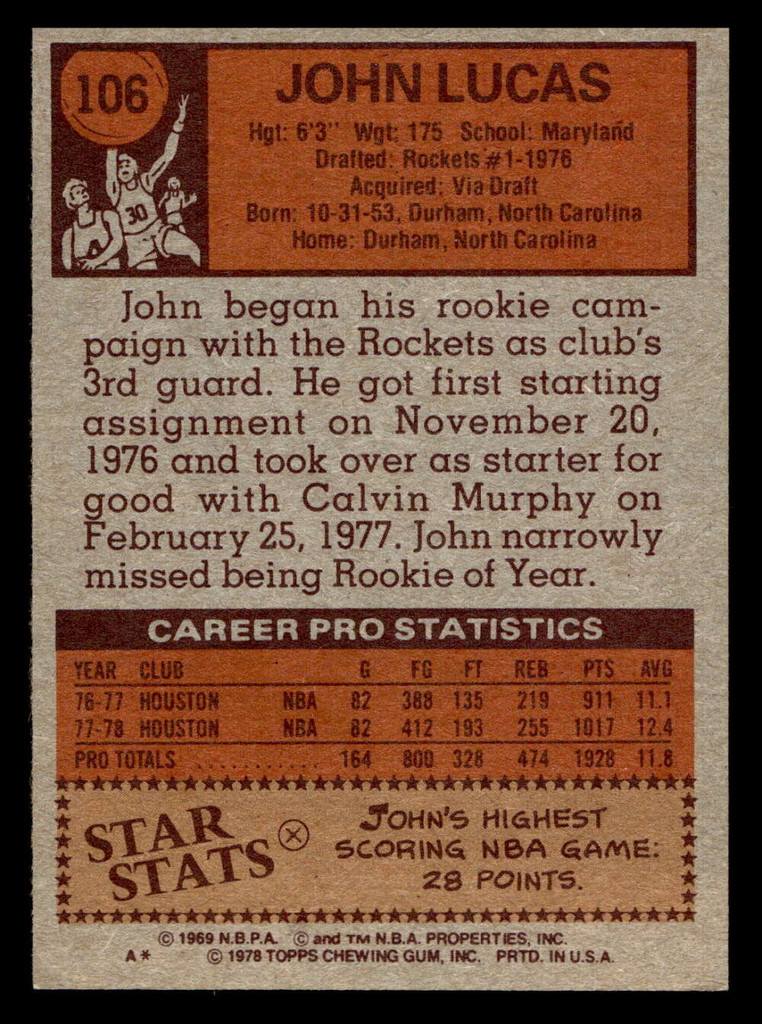 106
30
JOHN LUCAS
Hgt: 6'3" Wgt: 175 School: Maryland
Drafted: Rockets #1-1976
Acquired: Via Draft
Born: 10-31-53, Durham, North Carolina
Home: Durham, North Carolina
John began his rookie cam-
paign with the Rockets as club's
3rd guard. He got first starting
assignment on November 20,
1976 and took over as starter for
good with Calvin Murphy on
February 25, 1977. John narrowly
missed being Rookie of Year.
CAREER PRO STATISTICS
YEAR CLUB G FG FT REB PTS AVG
76-77 HOUSTON NBA 82 388 135 219 911 11.1
77-78 HOUSTON NBA 82 412 193 255 1017 12.4
PRO TOTALS ............ 164 800 328 474 1928 11.8
STAR
STATS
JOHN'S HIGHEST
SCORING NBA GAME:
28 POINTS.
© 1969 N.B.P.A. © and TM N.B.A. PROPERTIES, INC.
A* © 1978 TOPPS CHEWING GUM, INC. PRTD. IN U.S.A.